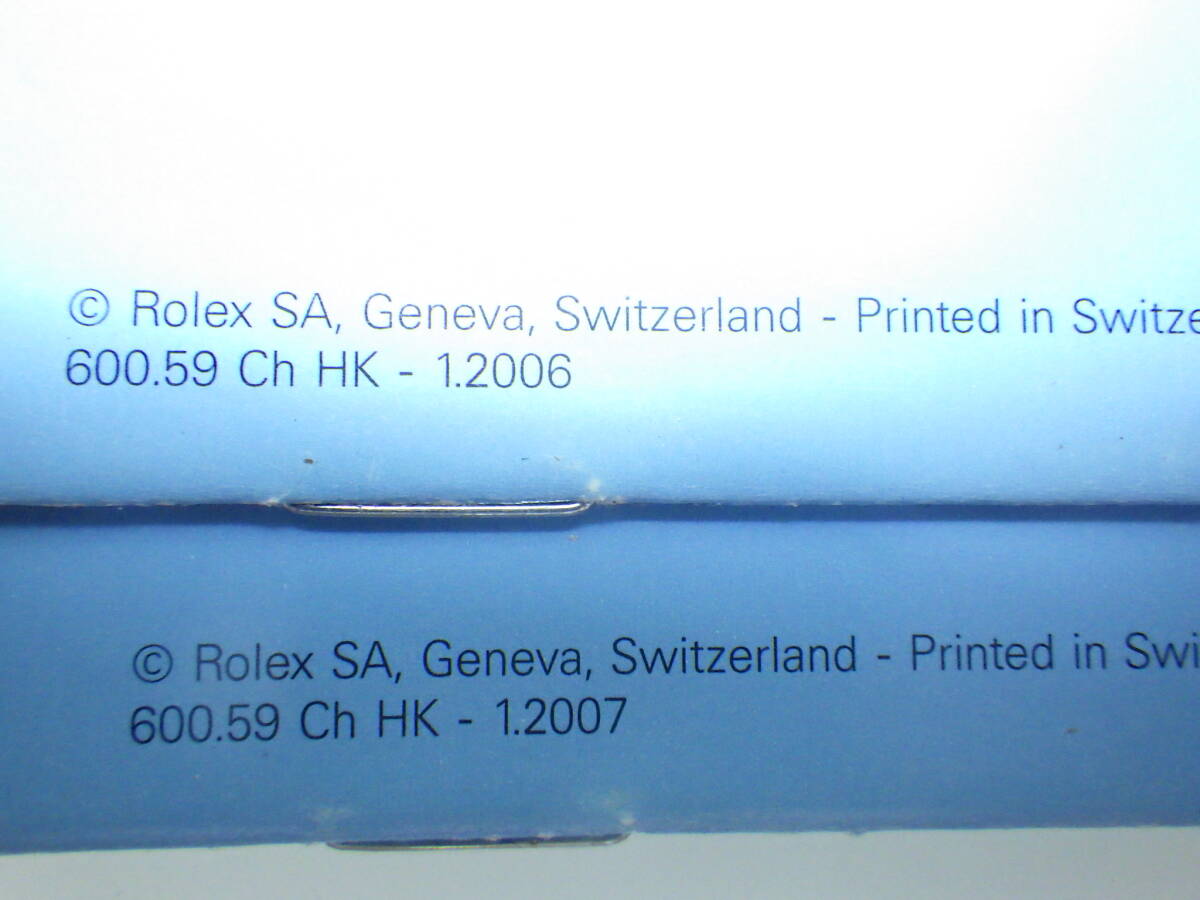 © Rolex SA, Geneva, Switzerland - Printed in Switze
600.59 Ch HK - 1.2006
© Rolex SA, Geneva, Switzerland - Printed in Swi
600.59 Ch HK - 1.2007